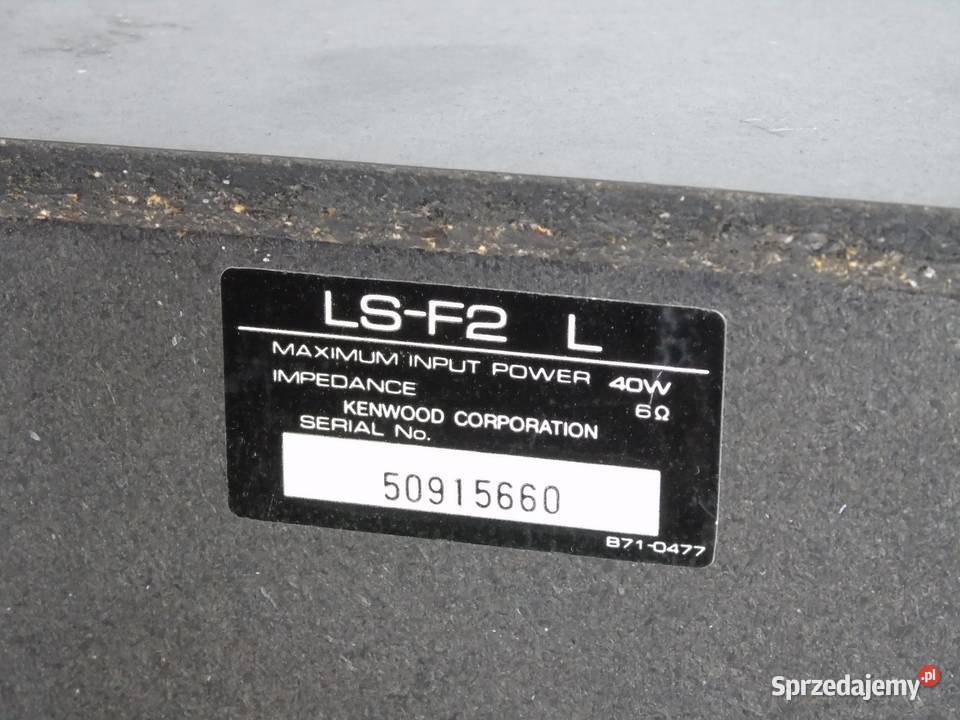 LS-F2 L
MAXIMUM INPUT POWER 40W
IMPEDANCE 6Ω
KENWOOD CORPORATION
SERIAL No.
50915660
B71-0477
Sprzedajemy.pl